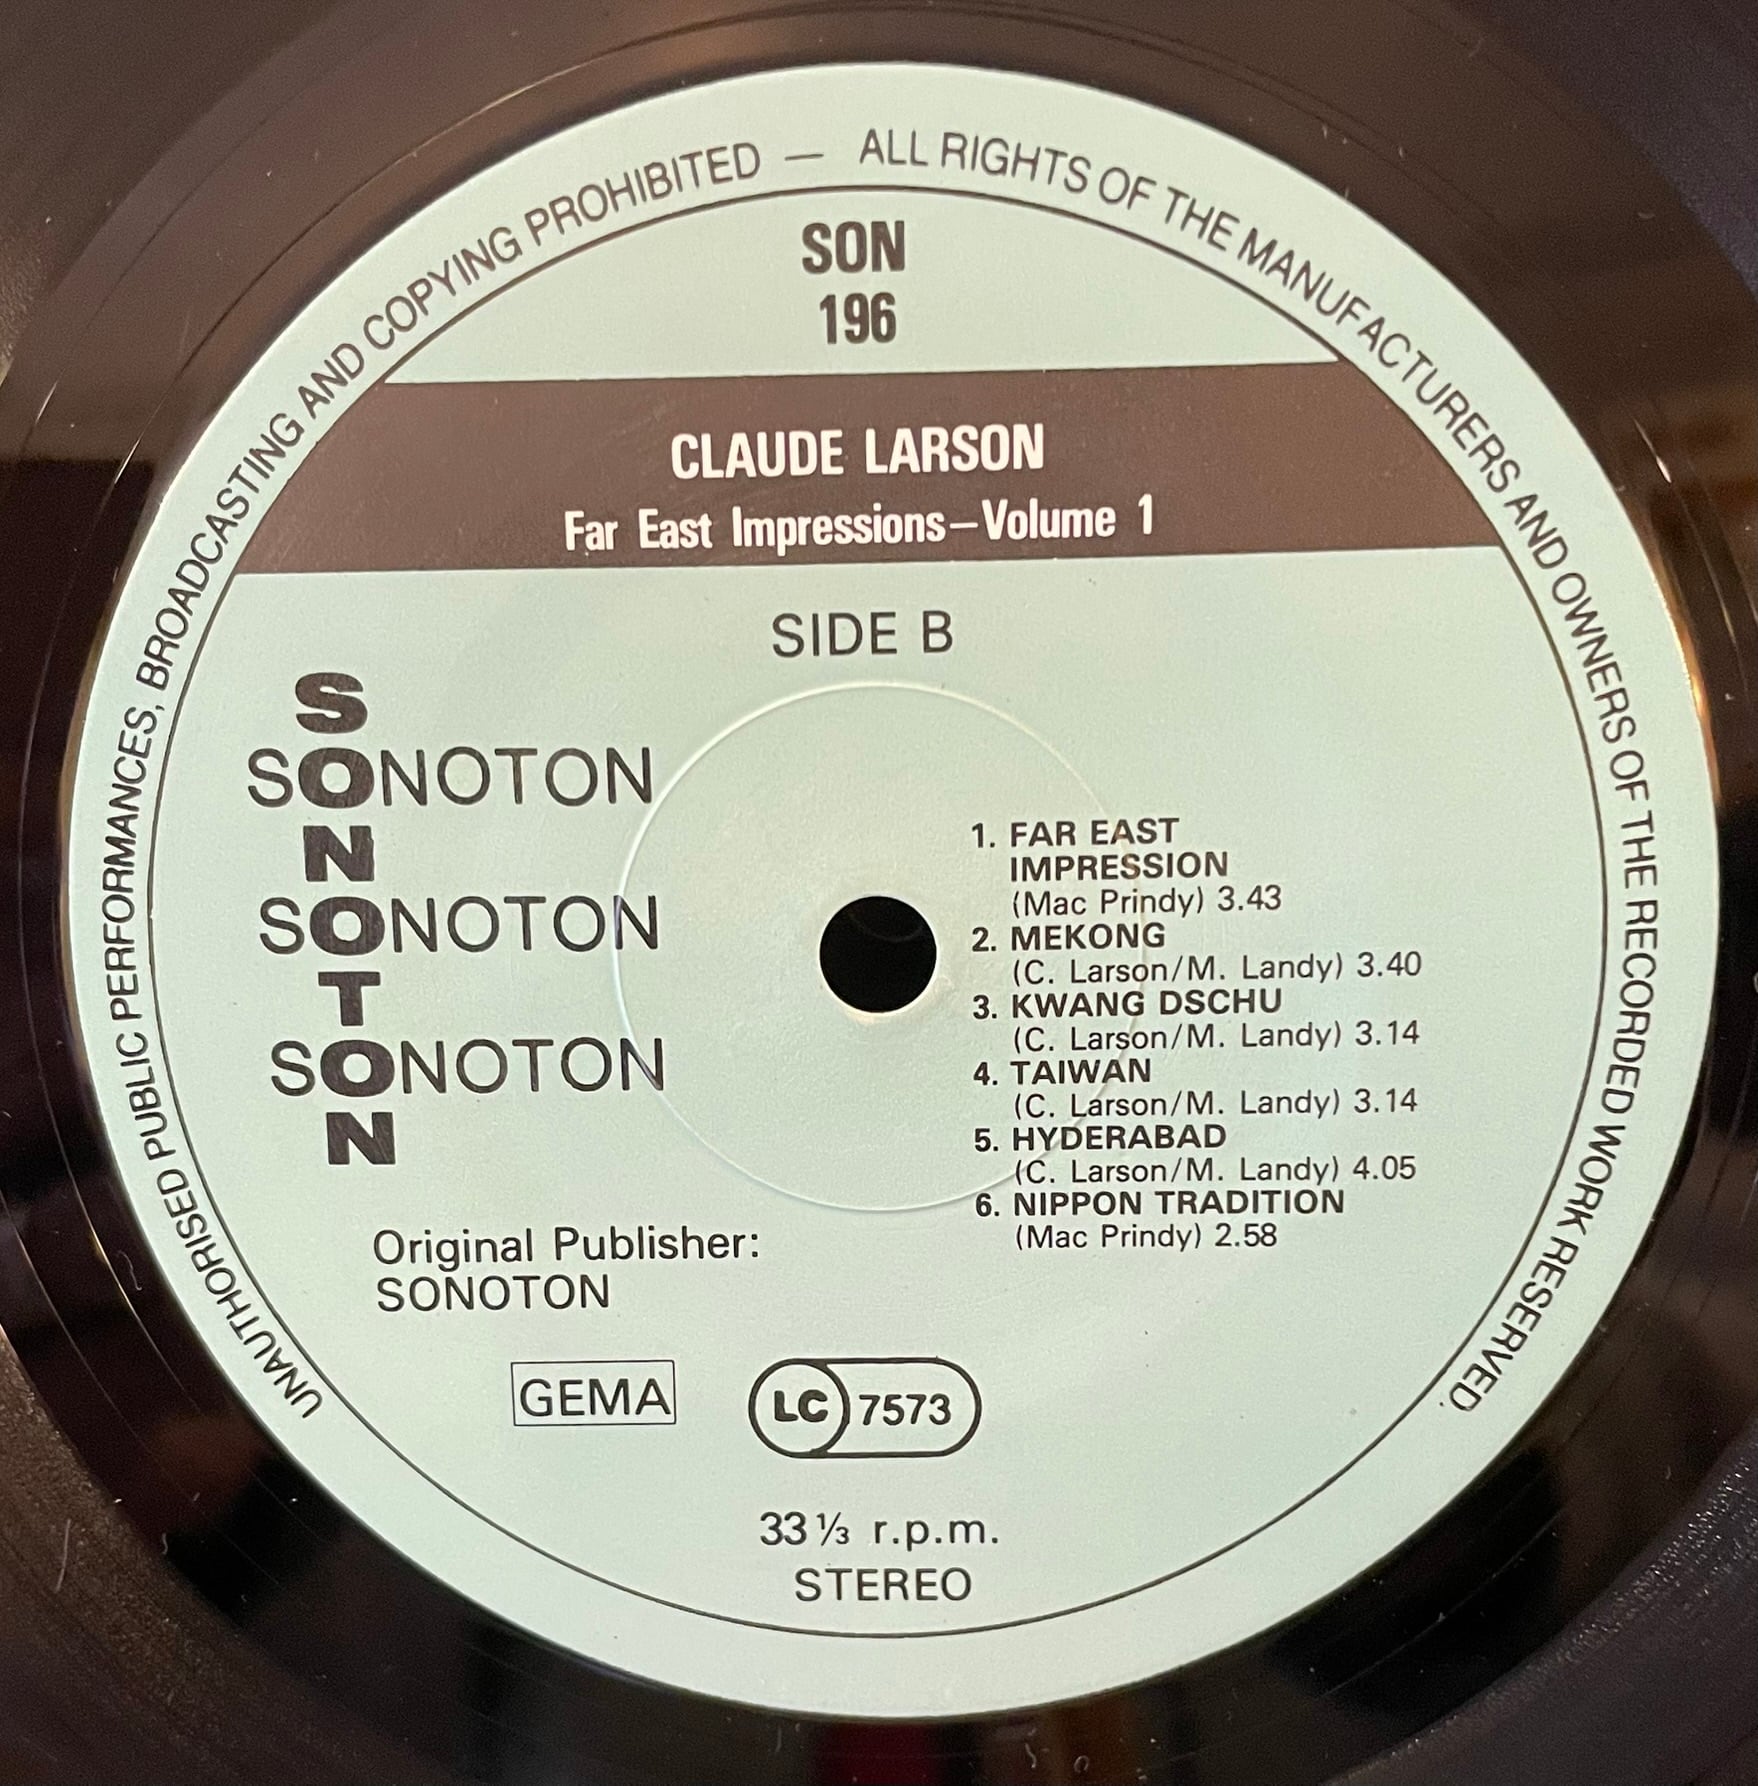 UNAUTHORISED PUBLIC PERFORMANCES, BROADCASTING AND COPYING PROHIBITED — ALL RIGHTS OF THE MANUFACTURERS AND OWNERS OF THE RECORDED WORK RESERVED.
SON
196
CLAUDE LARSON
Far East Impressions–Volume 1
SIDE B
SONOTON
SONOTON
SONOTON
SONOTON
1. FAR EAST
IMPRESSION
(Mac Prindy) 3.43
2. MEKONG
(C. Larson/M. Landy) 3.40
3. KWANG DSCHU
(C. Larson/M. Landy) 3.14
4. TAIWAN
(C. Larson/M. Landy) 3.14
5. HYDERABAD
(C. Larson/M. Landy) 4.05
6. NIPPON TRADITION
(Mac Prindy) 2.58
Original Publisher:
SONOTON
GEMA
LC 7573
33 ⅓ r.p.m.
STEREO